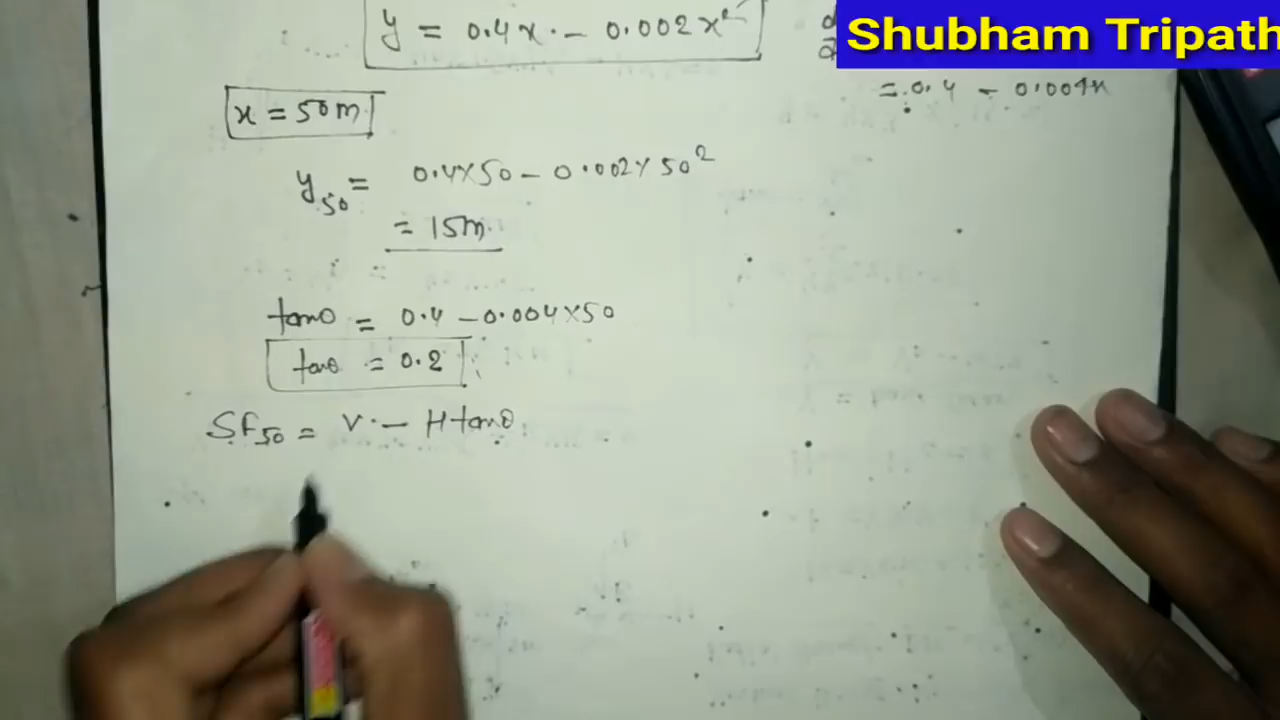 y = 0.4x - 0.002x²
Shubham Tripath
= 0.4 - 0.004x
x = 50m
y50 = 0.4×50 - 0.002×50²
= 15m
tanθ = 0.4 - 0.004×50
tanθ = 0.2
SF50 = V - H tanθ